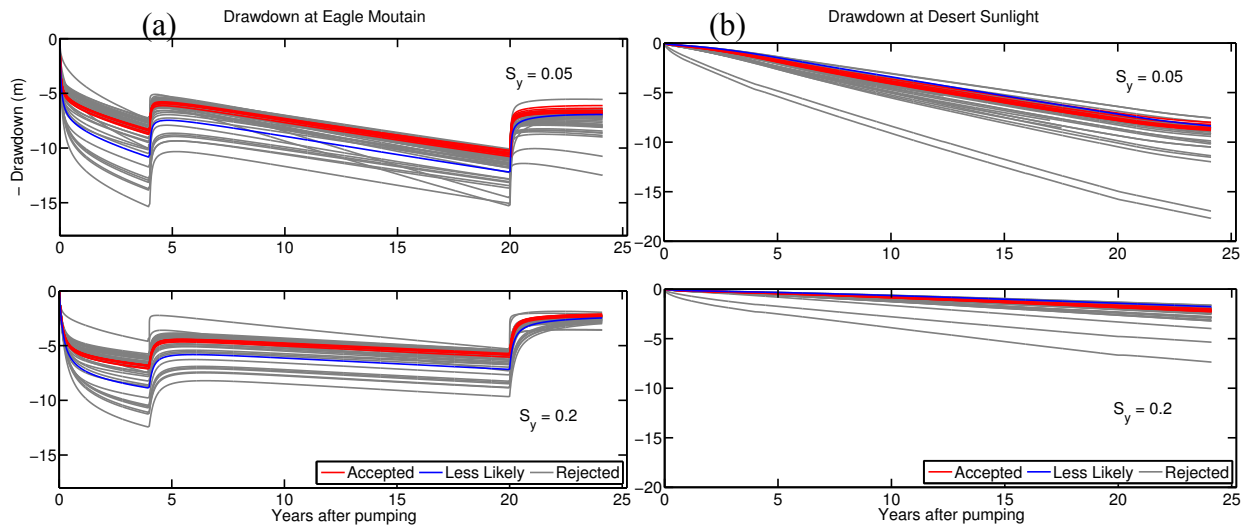 (a)
Drawdown at Eagle Moutain
0
−5
−10
−15
− Drawdown (m)
S_y = 0.05
0 5 10 15 20 25
0
−5
−10
−15
S_y = 0.2
Accepted Less Likely Rejected
0 5 10 15 20 25
Years after pumping
(b)
Drawdown at Desert Sunlight
0
−5
−10
−15
−20
S_y = 0.05
0 5 10 15 20 25
0
−5
−10
−15
−20
S_y = 0.2
Accepted Less Likely Rejected
0 5 10 15 20 25
Years after pumping